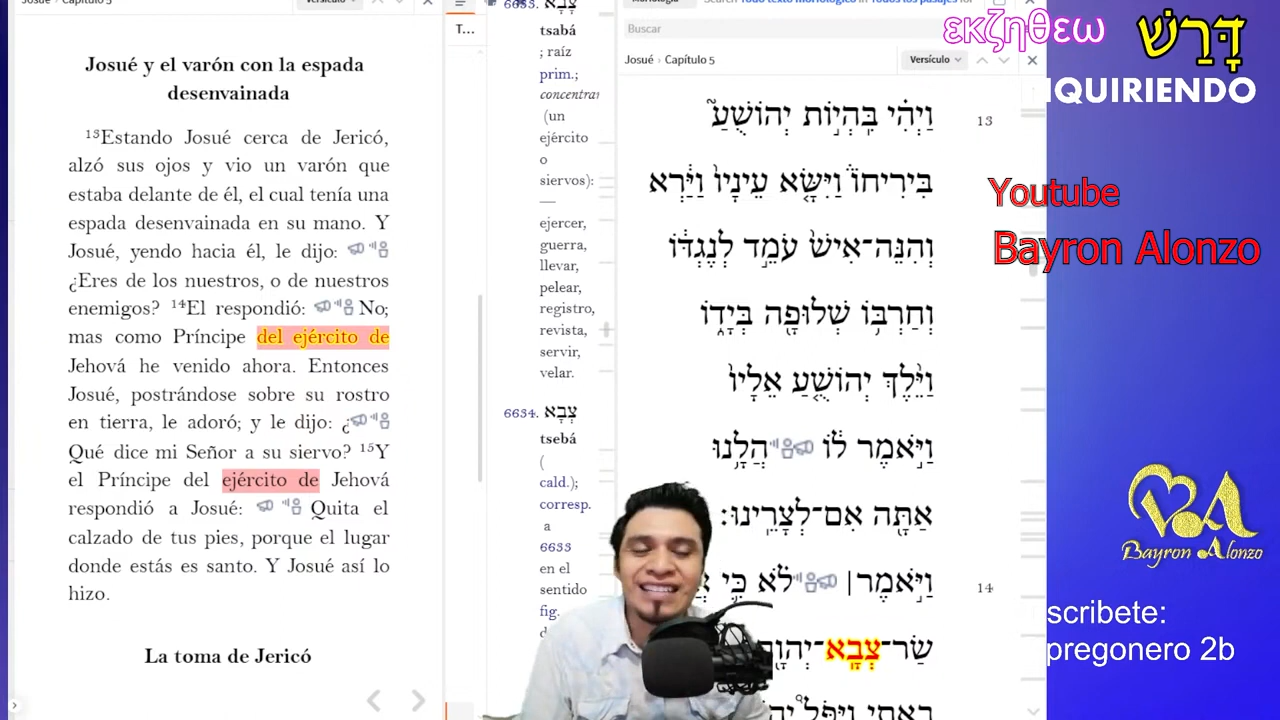 Josué y el varón con la espada
desenvainada
¹³Estando Josué cerca de Jericó,
alzó sus ojos y vio un varón que
estaba delante de él, el cual tenía una
espada desenvainada en su mano. Y
Josué, yendo hacia él, le dijo:
¿Eres de los nuestros, o de nuestros
enemigos? ¹⁴El respondió: No;
mas como Príncipe del ejército de
Jehová he venido ahora. Entonces
Josué, postrándose sobre su rostro
en tierra, le adoró; y le dijo: ¿
Qué dice mi Señor a su siervo? ¹⁵Y
el Príncipe del ejército de Jehová
respondió a Josué: Quita el
calzado de tus pies, porque el lugar
donde estás es santo. Y Josué así lo
hizo.
La toma de Jericó
T...
6633. צָבָא
tsabá
; raíz
prim.;
(un
ejército
o
siervos):
—
ejercer,
guerra,
llevar,
pelear,
registro,
revista,
servir,
velar.
6634. צְבָא
tsebá
(
cald.);
corresp.
a
6633
en el
sentido
fig.
Buscar
Josué › Capítulo 5
Versículo
13
וַיְהִ֗י בִּֽהְי֣וֹת יְהוֹשֻׁ֘עַ֮
בִּירִיחוֹ֒ וַיִּשָּׂ֤א עֵינָיו֙ וַיַּ֔רְא
וְהִנֵּה־אִישׁ֙ עֹמֵ֣ד לְנֶגְדּ֔וֹ
וְחַרְבּ֥וֹ שְׁלוּפָ֖ה בְּיָד֑וֹ
וַיֵּ֨לֶךְ יְהוֹשֻׁ֤עַ אֵלָיו֙
וַיֹּ֣אמֶר ל֔וֹ הֲלָ֥נוּ
אַתָּ֖ה אִם־לְצָרֵֽינוּ׃
14
וַיֹּ֣אמֶר ׀ לֹ֗א כִּ֛י
שַׂר־צְבָֽא־יְהוָ֖ה
εκζηθεω
דָּרַשׁ
NQUIRIENDO
Youtube
Bayron Alonzo
Bayron Alonzo
scribete:
pregonero 2b